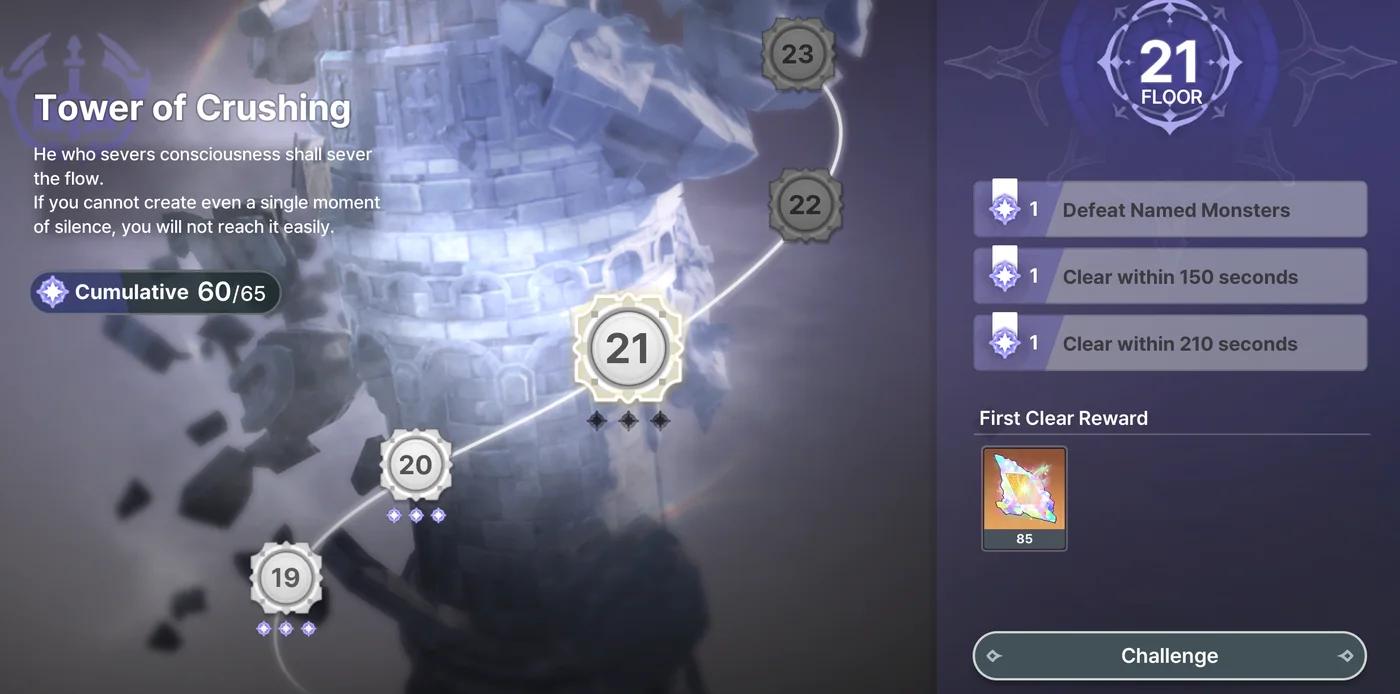 Tower of Crushing
He who severs consciousness shall sever
the flow.
If you cannot create even a single moment
of silence, you will not reach it easily.
Cumulative 60/65
23
22
21
20
19
21
FLOOR
1 Defeat Named Monsters
1 Clear within 150 seconds
1 Clear within 210 seconds
First Clear Reward
85
Challenge